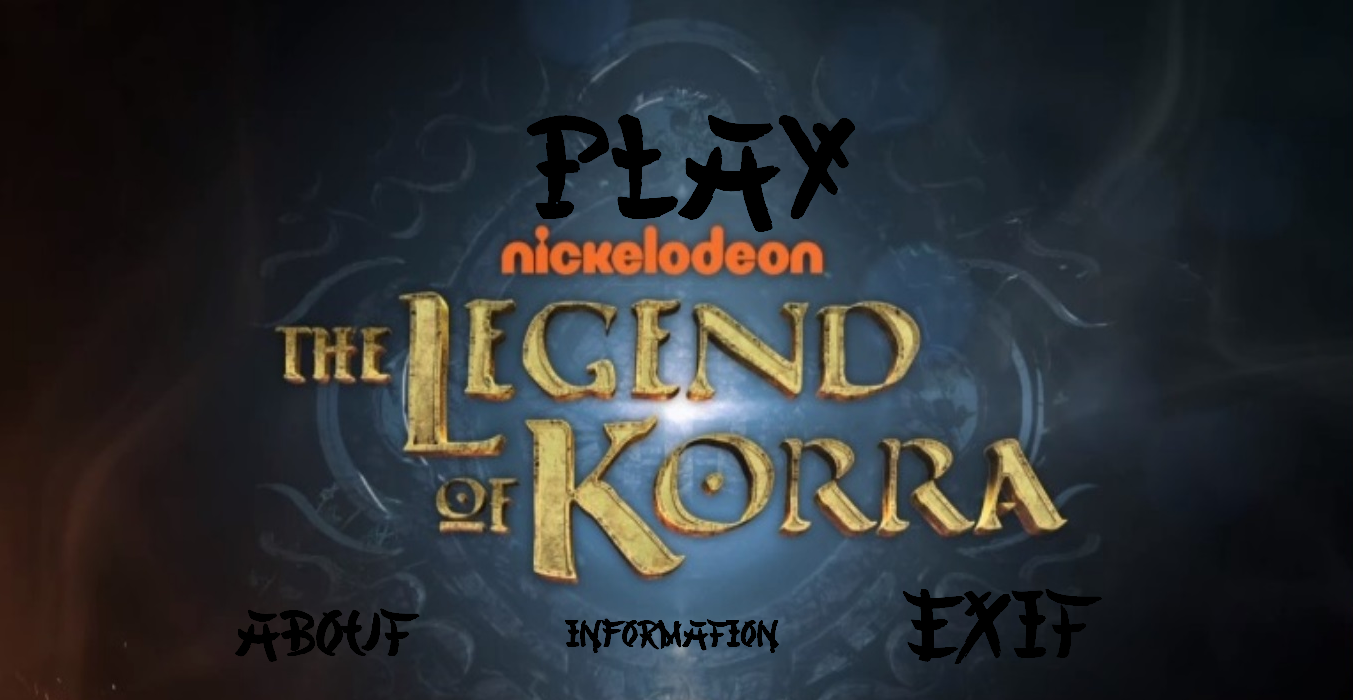 PLAY
nickelodeon
THE LEGEND
OF KORRA
ABOUT INFORMATION EXIT